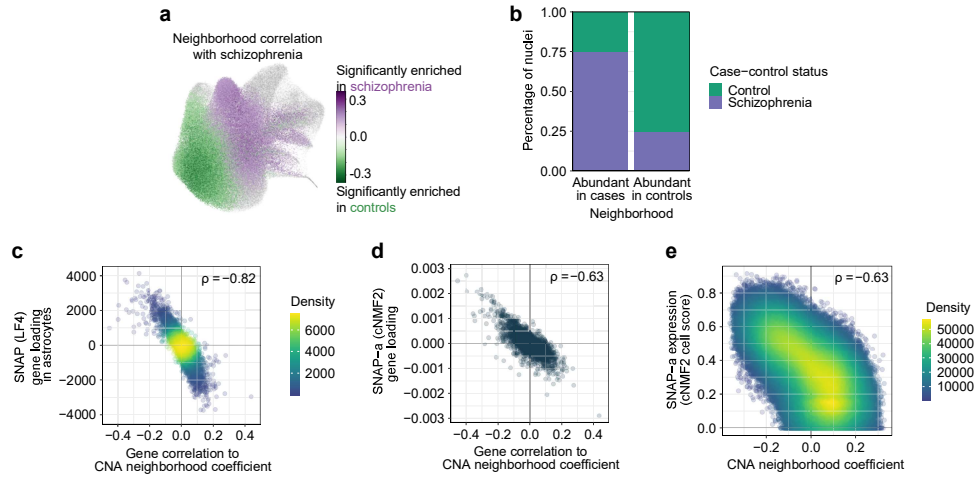 a
Neighborhood correlation
with schizophrenia
Significantly enriched
in schizophrenia
0.3
0.0
-0.3
Significantly enriched
in controls
b
Percentage of nuclei
1.00
0.75
0.50
0.25
0.00
Abundant
in cases
Abundant
in controls
Neighborhood
Case−control status
Control
Schizophrenia
c
SNAP (LF4)
gene loading
in astrocytes
4000
2000
0
−2000
−4000
ρ = −0.82
−0.4 −0.2 0.0 0.2 0.4
Gene correlation to
CNA neighborhood coefficient
Density
6000
4000
2000
d
SNAP−a (cNMF2)
gene loading
0.003
0.002
0.001
0.000
−0.001
−0.002
−0.003
ρ = −0.63
−0.4 −0.2 0.0 0.2 0.4
Gene correlation to
CNA neighborhood coefficient
e
SNAP−a expression
(cNMF2 cell score)
0.8
0.6
0.4
0.2
0.0
ρ = −0.63
−0.2 0.0 0.2
CNA neighborhood coefficient
Density
50000
40000
30000
20000
10000